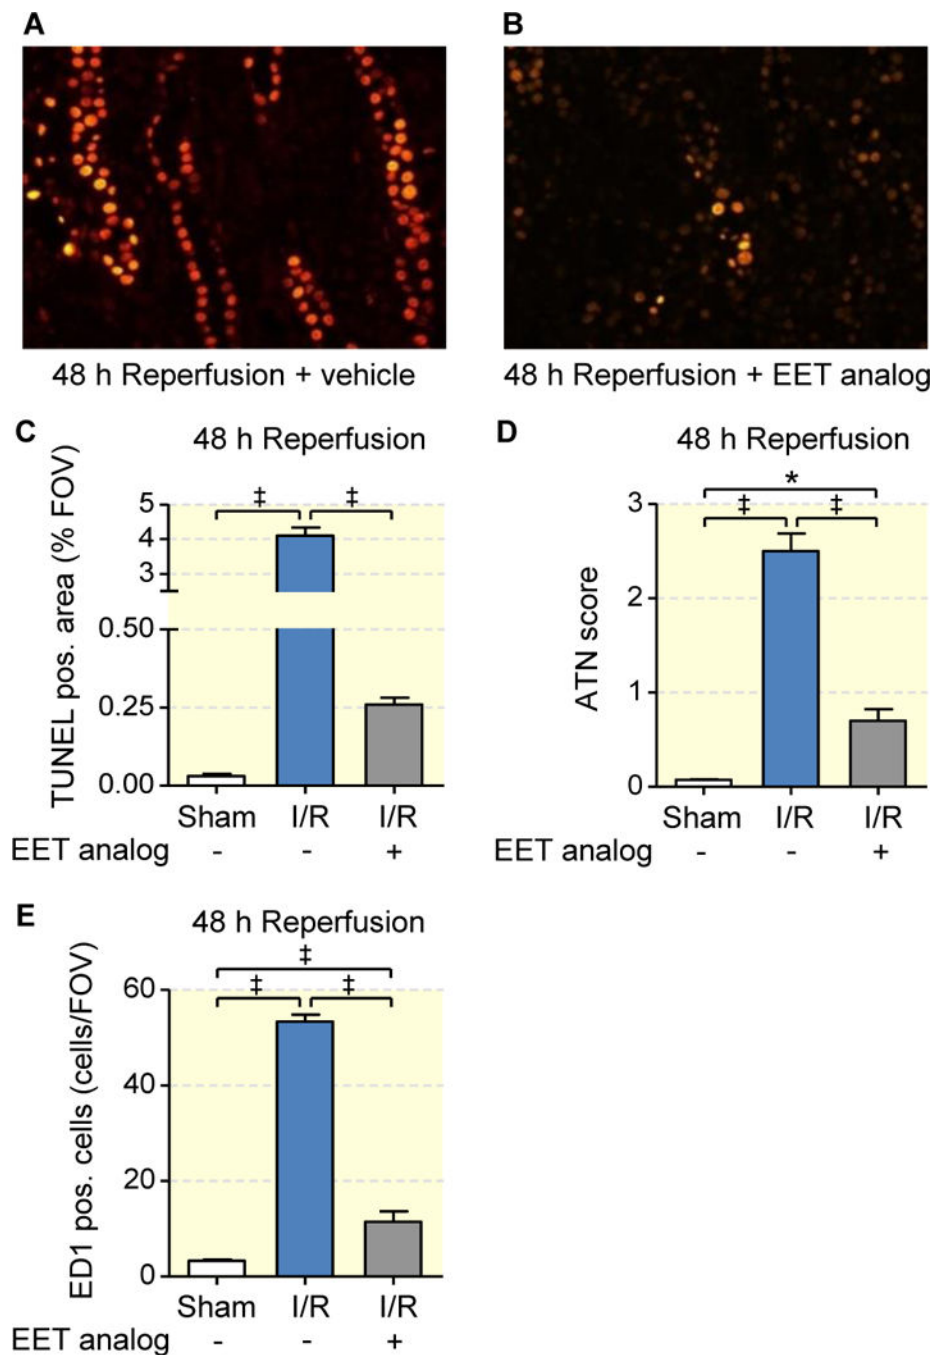 A
B
48 h Reperfusion + vehicle
48 h Reperfusion + EET analog
C
48 h Reperfusion
TUNEL pos. area (% FOV)
5
4
3
0.50
0.25
0.00
‡ ‡
Sham I/R I/R
EET analog - - +
D
48 h Reperfusion
ATN score
3
2
1
0
*
‡ ‡
Sham I/R I/R
EET analog - - +
E
48 h Reperfusion
ED1 pos. cells (cells/FOV)
60
40
20
0
‡
‡ ‡
Sham I/R I/R
EET analog - - +